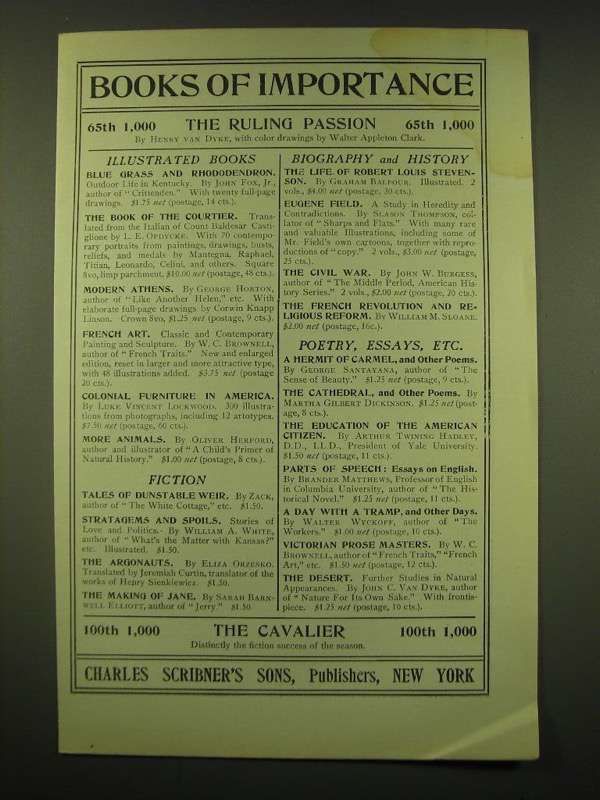 BOOKS OF IMPORTANCE
65th 1,000 THE RULING PASSION 65th 1,000
By HENRY VAN DYKE, with color drawings by Walter Appleton Clark.
ILLUSTRATED BOOKS
BLUE GRASS AND RHODODENDRON.
Outdoor Life in Kentucky. By JOHN FOX, Jr.,
author of "Crittenden." With twenty full-page
drawings. $1.75 net (postage, 14 cts.).
THE BOOK OF THE COURTIER. Trans-
lated from the Italian of Count Baldesar Casti-
glione by L. E. OPDYCKE. With 70 contempo-
rary portraits from paintings, drawings, busts,
reliefs, and medals by Mantegna, Raphael,
Titian, Leonardo, Celini, and others. Square
8vo, limp parchment, $10.00 net (postage, 48 cts.).
MODERN ATHENS. By GEORGE HORTON,
author of "Like Another Helen," etc. With
elaborate full-page drawings by Corwin Knapp
Linson. Crown 8vo, $1.25 net (postage, 9 cts.).
FRENCH ART. Classic and Contemporary
Painting and Sculpture. By W. C. BROWNELL,
author of "French Traits." New and enlarged
edition, reset in larger and more attractive type,
with 48 illustrations added. $3.75 net (postage
20 cts.).
COLONIAL FURNITURE IN AMERICA.
By LUKE VINCENT LOCKWOOD. 300 illustra-
tions from photographs, including 12 artotypes.
$7.50 net (postage, 60 cts.).
MORE ANIMALS. By OLIVER HERFORD,
author and illustrator of "A Child's Primer of
Natural History." $1.00 net (postage, 8 cts.).
FICTION
TALES OF DUNSTABLE WEIR. By ZACK,
author of "The White Cottage," etc. $1.50.
STRATAGEMS AND SPOILS. Stories of
Love and Politics. By WILLIAM A. WHITE,
author of "What's the Matter with Kansas?"
etc. Illustrated. $1.50.
THE ARGONAUTS. By ELIZA ORZESKO.
Translated by Jeremiah Curtin, translator of the
works of Henry Sienkiewicz. $1.50.
THE MAKING OF JANE. By SARAH BARN-
WELL ELLIOTT, author of "Jerry." $1.50.
BIOGRAPHY and HISTORY
THE LIFE OF ROBERT LOUIS STEVEN-
SON. By GRAHAM BALFOUR. Illustrated. 2
vols., $4.00 net (postage, 30 cts.).
EUGENE FIELD. A Study in Heredity and
Contradictions. By SLASON THOMPSON, col-
lator of "Sharps and Flats." With many rare
and valuable Illustrations, including some of
Mr. Field's own cartoons, together with repro-
ductions of "copy." 2 vols., $3.00 net (postage,
25 cts.).
THE CIVIL WAR. By JOHN W. BURGESS,
author of "The Middle Period, American His-
tory Series." 2 vols., $2.00 net (postage, 20 cts.).
THE FRENCH REVOLUTION AND RE-
LIGIOUS REFORM. By WILLIAM M. SLOANE.
$2.00 net (postage, 16c.).
POETRY, ESSAYS, ETC.
A HERMIT OF CARMEL, and Other Poems.
By GEORGE SANTAYANA, author of "The
Sense of Beauty." $1.25 net (postage, 9 cts.).
THE CATHEDRAL, and Other Poems. By
MARTHA GILBERT DICKINSON. $1.25 net (post-
age, 8 cts.).
THE EDUCATION OF THE AMERICAN
CITIZEN. By ARTHUR TWINING HADLEY,
D.D., LL.D., President of Yale University.
$1.50 net (postage, 11 cts.).
PARTS OF SPEECH: Essays on English.
By BRANDER MATTHEWS, Professor of English
in Columbia University, author of "The His-
torical Novel." $1.25 net (postage, 11 cts.).
A DAY WITH A TRAMP, and Other Days.
By WALTER WYCKOFF, author of "The
Workers." $1.00 net (postage, 10 cts.).
VICTORIAN PROSE MASTERS. By W. C.
BROWNELL, author of "French Traits," "French
Art," etc. $1.50 net (postage, 12 cts.).
THE DESERT. Further Studies in Natural
Appearances. By JOHN C. VAN DYKE, author
of "Nature For Its Own Sake." With frontis-
piece. $1.25 net (postage, 10 cts.).
100th 1,000 THE CAVALIER 100th 1,000
Distinctly the fiction success of the season.
CHARLES SCRIBNER'S SONS, Publishers, NEW YORK